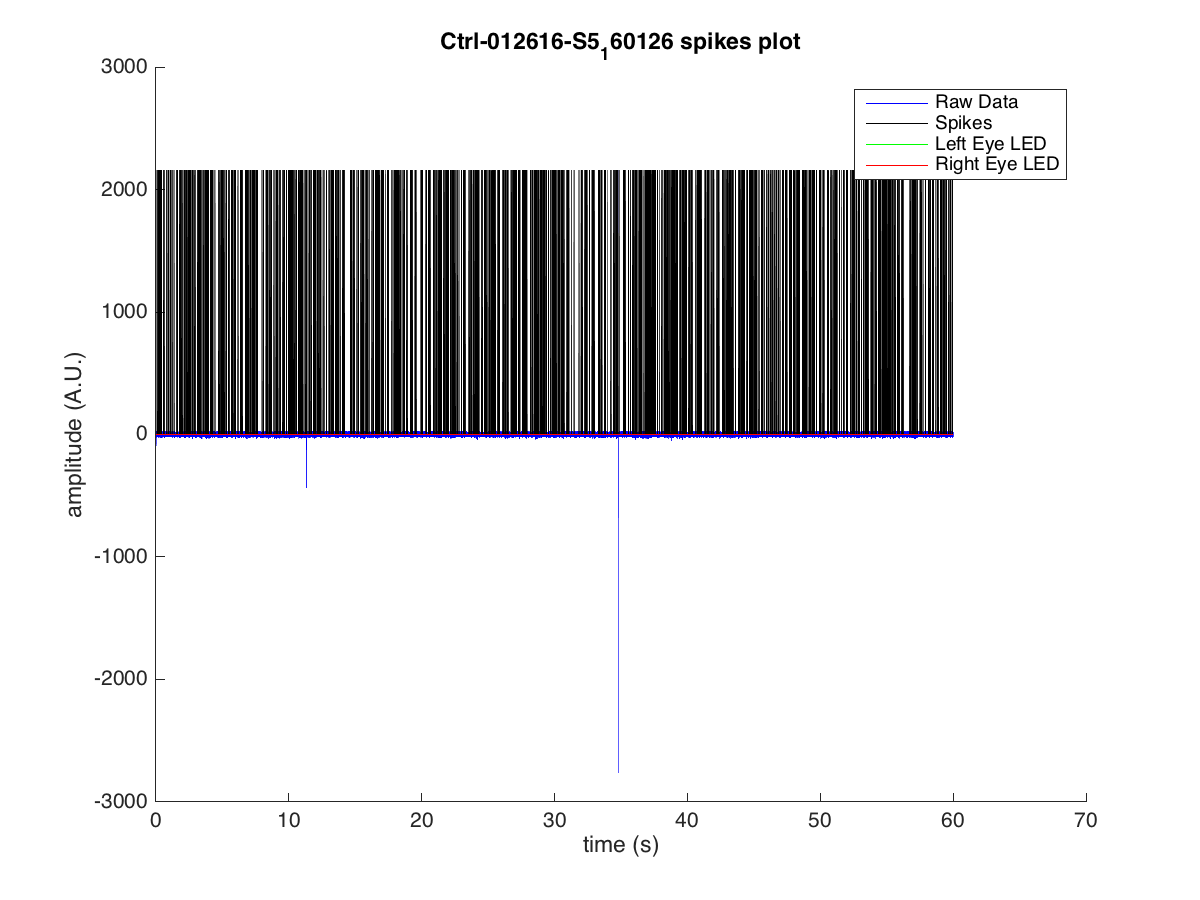 Ctrl-012616-S5₁60126 spikes plot
Raw Data
Spikes
Left Eye LED
Right Eye LED
3000
2000
1000
0
-1000
-2000
-3000
amplitude (A.U.)
0 10 20 30 40 50 60 70
time (s)